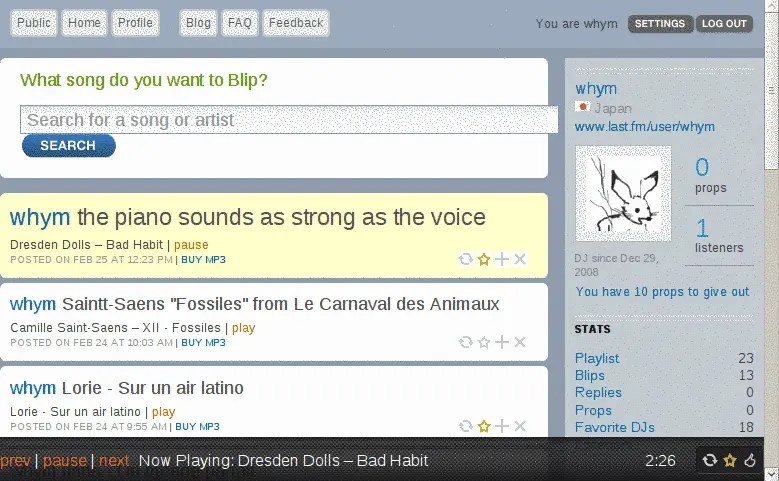 Public Home Profile Blog FAQ Feedback You are whym SETTINGS LOG OUT
What song do you want to Blip?
Search for a song or artist
SEARCH
whym the piano sounds as strong as the voice
Dresden Dolls – Bad Habit | pause
POSTED ON FEB 25 AT 12:23 PM | BUY MP3
whym Saintt-Saens "Fossiles" from Le Carnaval des Animaux
Camille Saint-Saens – XII - Fossiles | play
POSTED ON FEB 24 AT 10:03 AM | BUY MP3
whym Lorie - Sur un air latino
Lorie - Sur un air latino | play
POSTED ON FEB 24 AT 9:55 AM | BUY MP3
whym
Japan
www.last.fm/user/whym
0
props
1
listeners
DJ since Dec 29,
2008
You have 10 props to give out
STATS
Playlist 23
Blips 13
Replies 0
Props 0
Favorite DJs 18
prev | pause | next Now Playing: Dresden Dolls – Bad Habit 2:26